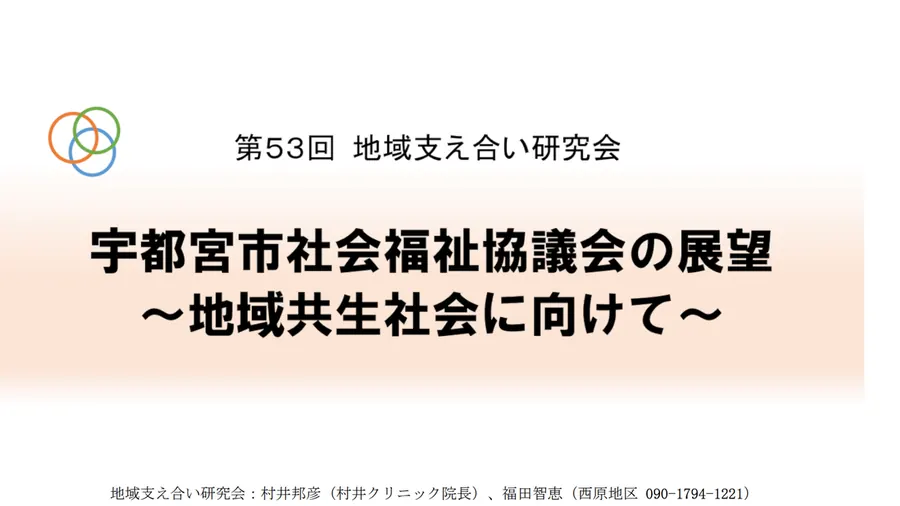 第53回 地域支え合い研究会
宇都宮市社会福祉協議会の展望
～地域共生社会に向けて～
地域支え合い研究会：村井邦彦（村井クリニック院長）、福田智恵（西原地区 090-1794-1221）